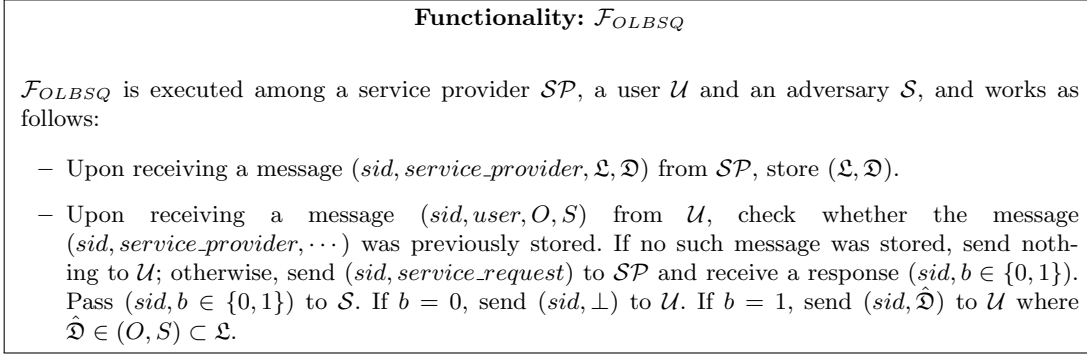 Functionality: 𝓕_{OLBSQ}
𝓕_{OLBSQ} is executed among a service provider 𝒮𝒫, a user 𝒰 and an adversary 𝒮, and works as
follows:
– Upon receiving a message (sid, service_provider, 𝔏, 𝔇) from 𝒮𝒫, store (𝔏, 𝔇).
– Upon receiving a message (sid, user, O, S) from 𝒰, check whether the message
(sid, service_provider, ⋯) was previously stored. If no such message was stored, send noth-
ing to 𝒰; otherwise, send (sid, service_request) to 𝒮𝒫 and receive a response (sid, b ∈ {0, 1}).
Pass (sid, b ∈ {0, 1}) to 𝒮. If b = 0, send (sid, ⊥) to 𝒰. If b = 1, send (sid, 𝔇̂) to 𝒰 where
𝔇̂ ∈ (O, S) ⊂ 𝔏.